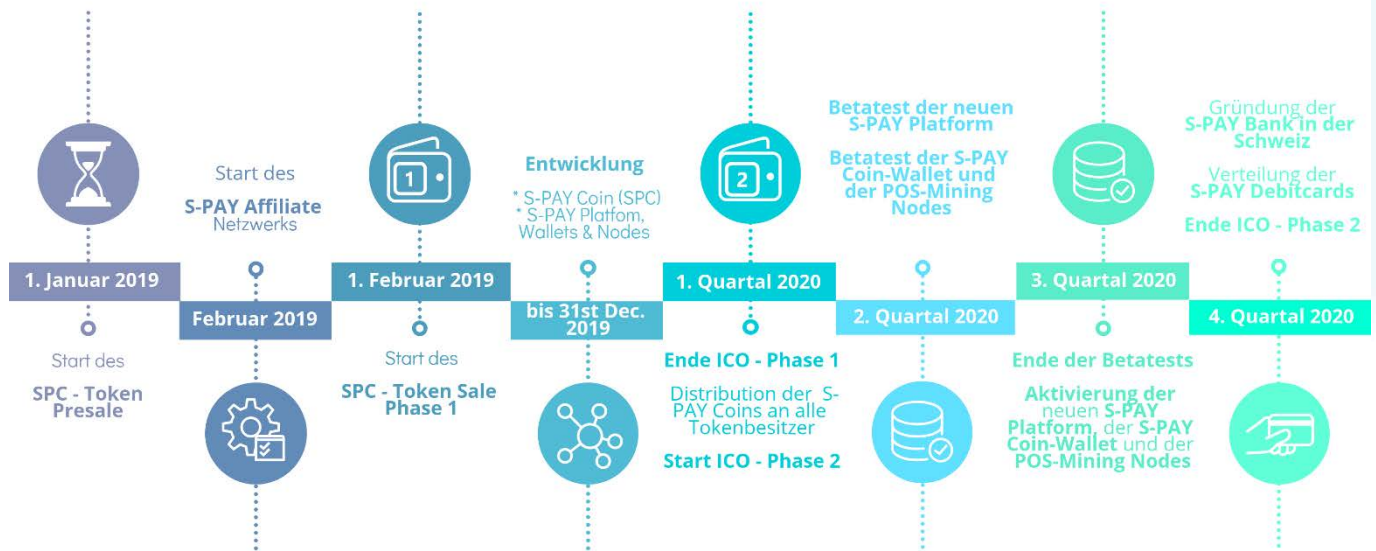 1. Januar 2019
Start des
SPC - Token
Presale
Start des
S-PAY Affiliate
Netzwerks
Februar 2019
1
1. Februar 2019
Start des
SPC - Token Sale
Phase 1
Entwicklung
* S-PAY Coin (SPC)
* S-PAY Platfom,
Wallets & Nodes
bis 31st Dec.
2019
2
1. Quartal 2020
Ende ICO - Phase 1
Distribution der S-
PAY Coins an alle
Tokenbesitzer
Start ICO - Phase 2
Betatest der neuen
S-PAY Platform
Betatest der S-PAY
Coin-Wallet und
der POS-Mining
Nodes
2. Quartal 2020
3. Quartal 2020
Ende der Betatests
Aktivierung der
neuen S-PAY
Platform, der S-PAY
Coin-Wallet und der
POS-Mining Nodes
Gründung der
S-PAY Bank in der
Schweiz
Verteilung der
S-PAY Debitcards
Ende ICO - Phase 2
4. Quartal 2020